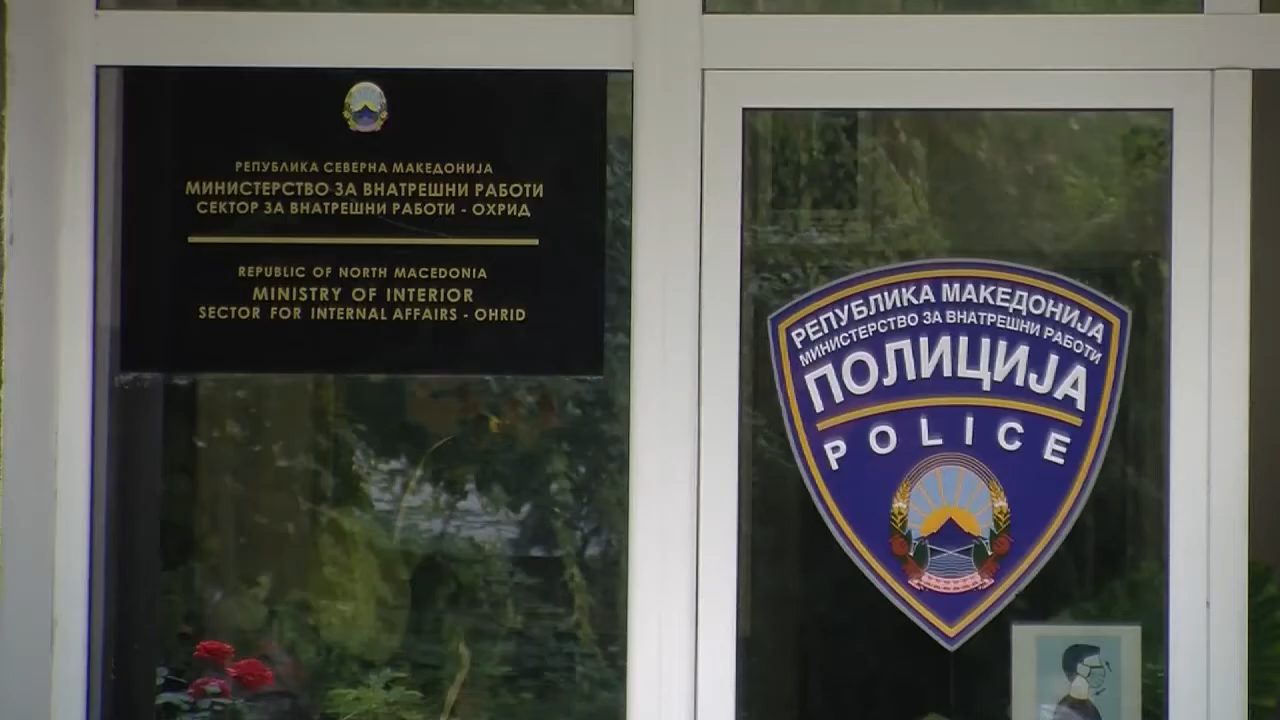 РЕПУБЛИКА СЕВЕРНА МАКЕДОНИЈА
МИНИСТЕРСТВО ЗА ВНАТРЕШНИ РАБОТИ
СЕКТОР ЗА ВНАТРЕШНИ РАБОТИ - ОХРИД
REPUBLIC OF NORTH MACEDONIA
MINISTRY OF INTERIOR
SECTOR FOR INTERNAL AFFAIRS - OHRID
РЕПУБЛИКА МАКЕДОНИЈА
МИНИСТЕРСТВО ЗА ВНАТРЕШНИ РАБОТИ
ПОЛИЦИЈА
POLICE